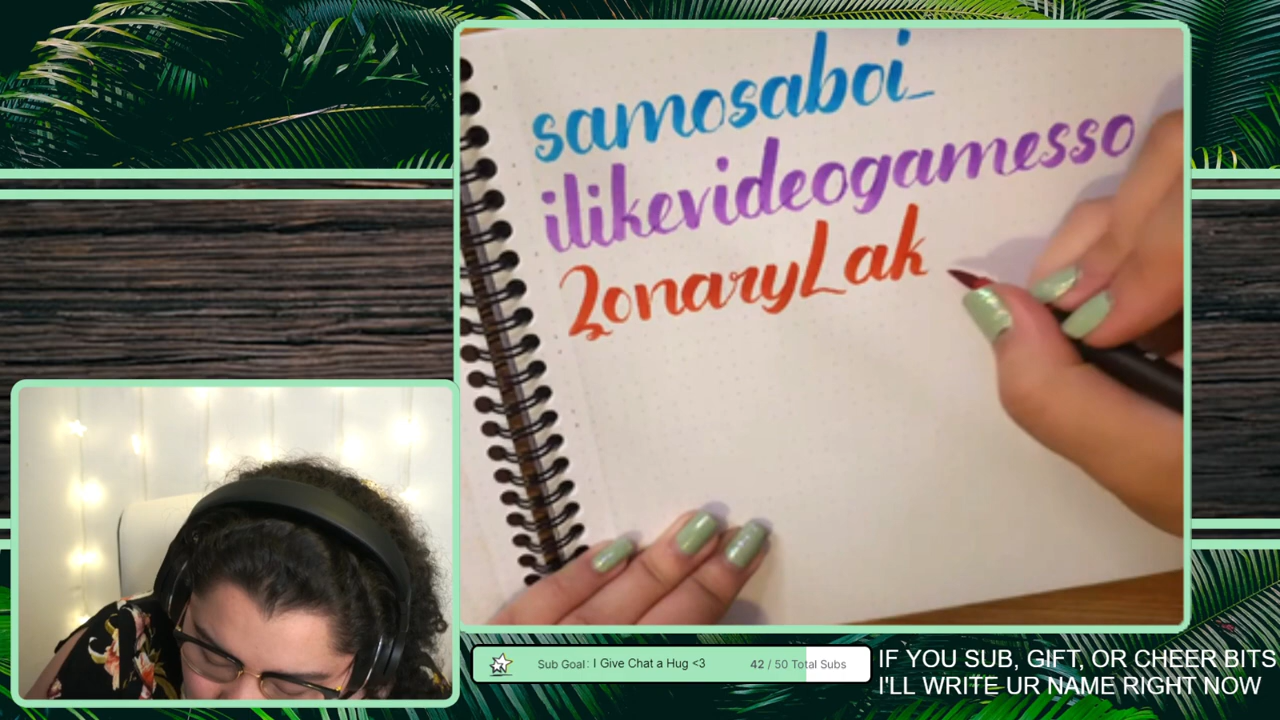 samosaboi_
ilikevideogamesso
ZonaryLak
Sub Goal: I Give Chat a Hug <3
42 / 50 Total Subs
IF YOU SUB, GIFT, OR CHEER BITS
I'LL WRITE UR NAME RIGHT NOW